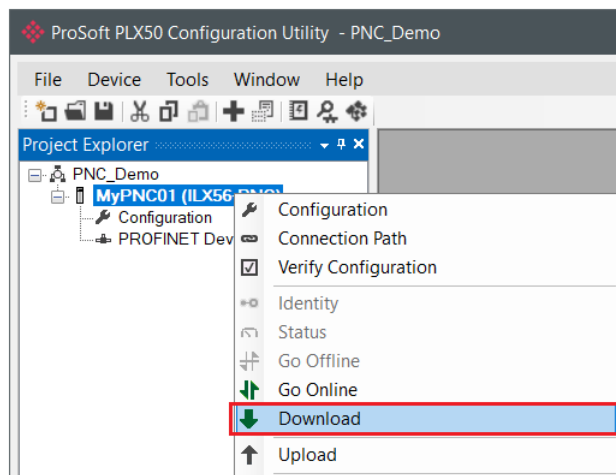 ProSoft PLX50 Configuration Utility - PNC_Demo
File Device Tools Window Help
Project Explorer
PNC_Demo
MyPNC01 (ILX56-PNC)
Configuration
PROFINET Dev
Configuration
Connection Path
Verify Configuration
Identity
Status
Go Offline
Go Online
Download
Upload